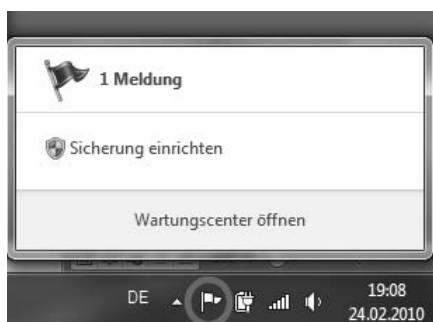 1 Meldung
Sicherung einrichten
Wartungscenter öffnen
DE
19:08
24.02.2010